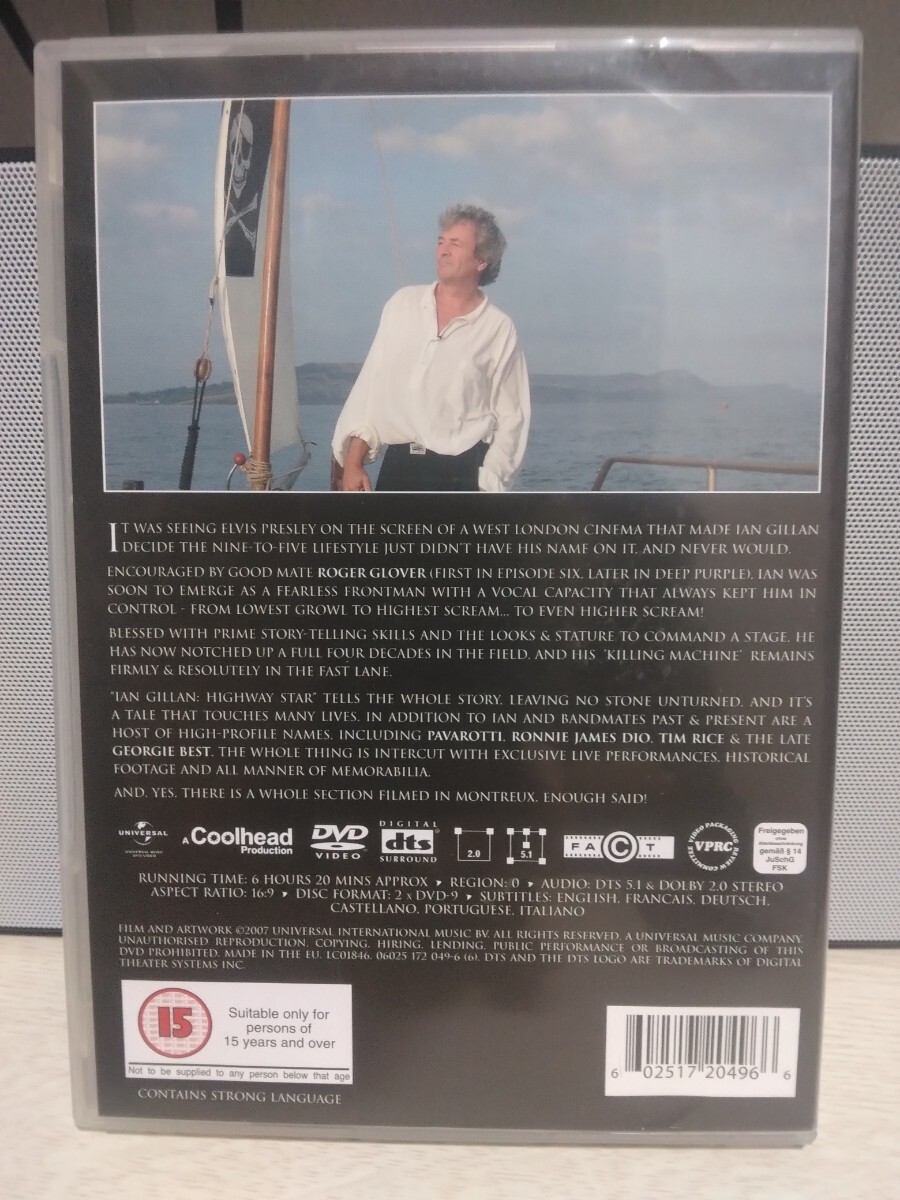 IT WAS SEEING ELVIS PRESLEY ON THE SCREEN OF A WEST LONDON CINEMA THAT MADE IAN GILLAN
DECIDE THE NINE-TO-FIVE LIFESTYLE JUST DIDN'T HAVE HIS NAME ON IT. AND NEVER WOULD.
ENCOURAGED BY GOOD MATE ROGER GLOVER (FIRST IN EPISODE SIX, LATER IN DEEP PURPLE), IAN WAS
SOON TO EMERGE AS A FEARLESS FRONTMAN WITH A VOCAL CAPACITY THAT ALWAYS KEPT HIM IN
CONTROL - FROM LOWEST GROWL TO HIGHEST SCREAM... TO EVEN HIGHER SCREAM!
BLESSED WITH PRIME STORY-TELLING SKILLS AND THE LOOKS & STATURE TO COMMAND A STAGE, HE
HAS NOW NOTCHED UP A FULL FOUR DECADES IN THE FIELD. AND HIS 'KILLING MACHINE' REMAINS
FIRMLY & RESOLUTELY IN THE FAST LANE.
"IAN GILLAN: HIGHWAY STAR" TELLS THE WHOLE STORY, LEAVING NO STONE UNTURNED. AND IT'S
A TALE THAT TOUCHES MANY LIVES. IN ADDITION TO IAN AND BANDMATES PAST & PRESENT ARE A
HOST OF HIGH-PROFILE NAMES, INCLUDING PAVAROTTI, RONNIE JAMES DIO, TIM RICE & THE LATE
GEORGIE BEST. THE WHOLE THING IS INTERCUT WITH EXCLUSIVE LIVE PERFORMANCES, HISTORICAL
FOOTAGE AND ALL MANNER OF MEMORABILIA.
AND, YES, THERE IS A WHOLE SECTION FILMED IN MONTREUX. ENOUGH SAID!
UNIVERSAL
A Coolhead
Production
DVD
VIDEO
DIGITAL
dts
SURROUND
2.0
5.1
FACT
VIDEO PACKAGING REVIEW COMMITTEE
VPRC
Freigegeben
ohne
Altersbeschränkung
gemäß § 14
JuSchG
FSK
RUNNING TIME: 6 HOURS 20 MINS APPROX ▾ REGION: 0 ▾ AUDIO: DTS 5.1 & DOLBY 2.0 STEREO
ASPECT RATIO: 16:9 ▾ DISC FORMAT: 2 x DVD-9 ▾ SUBTITLES: ENGLISH, FRANCAIS, DEUTSCH,
CASTELLANO, PORTUGUESE, ITALIANO
FILM AND ARTWORK ©2007 UNIVERSAL INTERNATIONAL MUSIC BV. ALL RIGHTS RESERVED. A UNIVERSAL MUSIC COMPANY.
UNAUTHORISED REPRODUCTION, COPYING, HIRING, LENDING, PUBLIC PERFORMANCE OR BROADCASTING OF THIS
DVD PROHIBITED. MADE IN THE EU. LC01846. 06025 172 049-6 (6). DTS AND THE DTS LOGO ARE TRADEMARKS OF DIGITAL
THEATER SYSTEMS INC.
15
Suitable only for
persons of
15 years and over
Not to be supplied to any person below that age
CONTAINS STRONG LANGUAGE
6 02517 20496 6